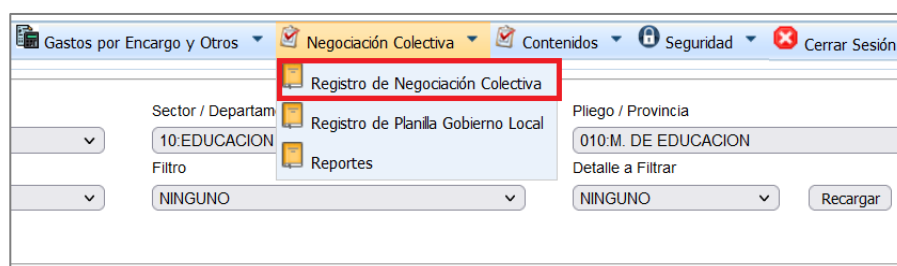 Gastos por Encargo y Otros Negociación Colectiva Contenidos Seguridad Cerrar Sesión
Registro de Negociación Colectiva
Registro de Planilla Gobierno Local
Reportes
Sector / Departam Pliego / Provincia
10:EDUCACION 010:M. DE EDUCACION
Filtro Detalle a Filtrar
NINGUNO NINGUNO Recargar